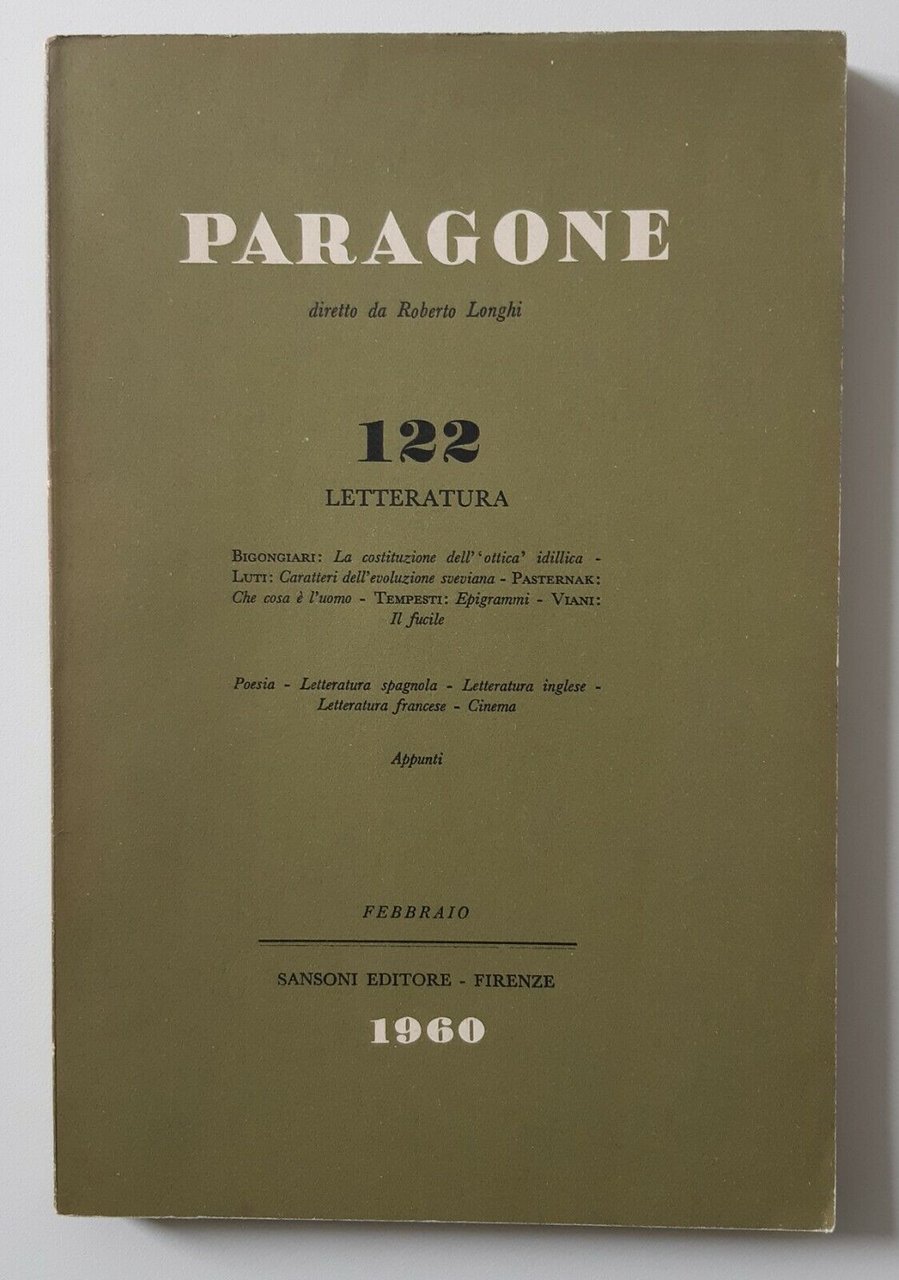 PARAGONE
diretto da Roberto Longhi
122
LETTERATURA
BIGONGIARI: La costituzione dell' 'ottica' idillica -
LUTI: Caratteri dell'evoluzione sveviana - PASTERNAK:
Che cosa è l'uomo - TEMPESTI: Epigrammi - VIANI:
Il fucile
Poesia - Letteratura spagnola - Letteratura inglese -
Letteratura francese - Cinema
Appunti
FEBBRAIO
SANSONI EDITORE - FIRENZE
1960